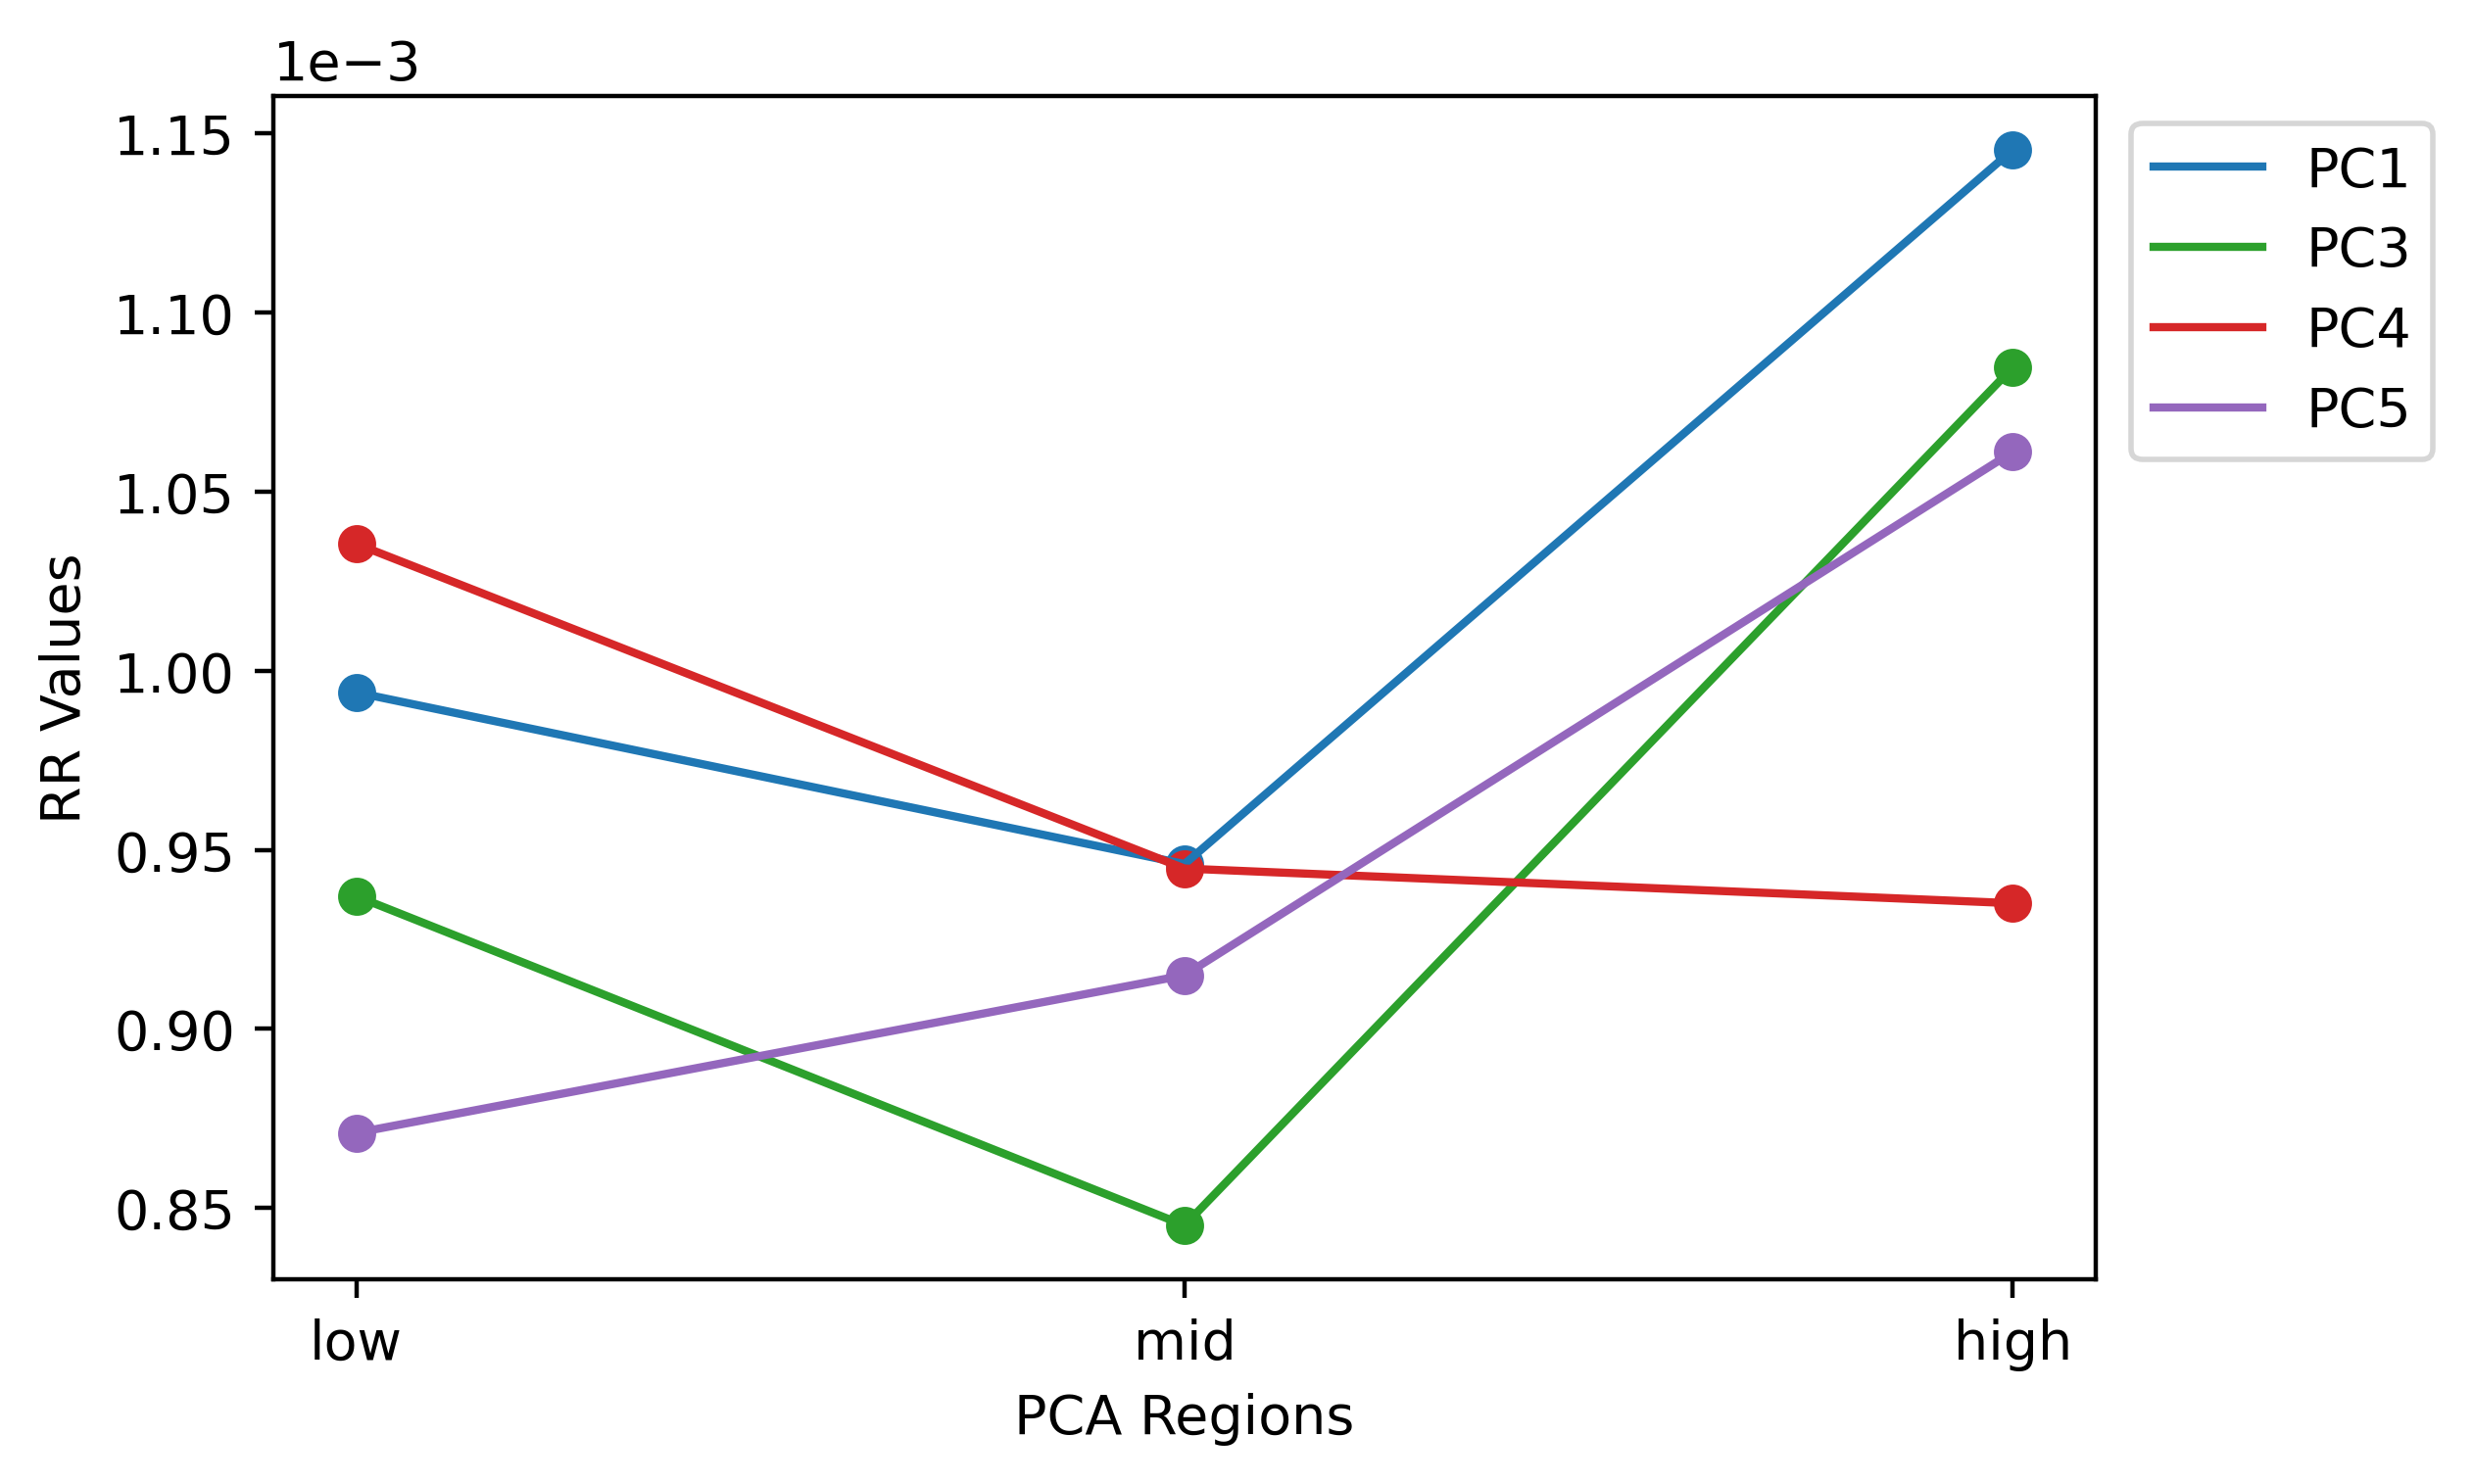 1e−3
1.15
1.10
1.05
1.00
0.95
0.90
0.85
RR Values
low
mid
high
PCA Regions
PC1
PC3
PC4
PC5